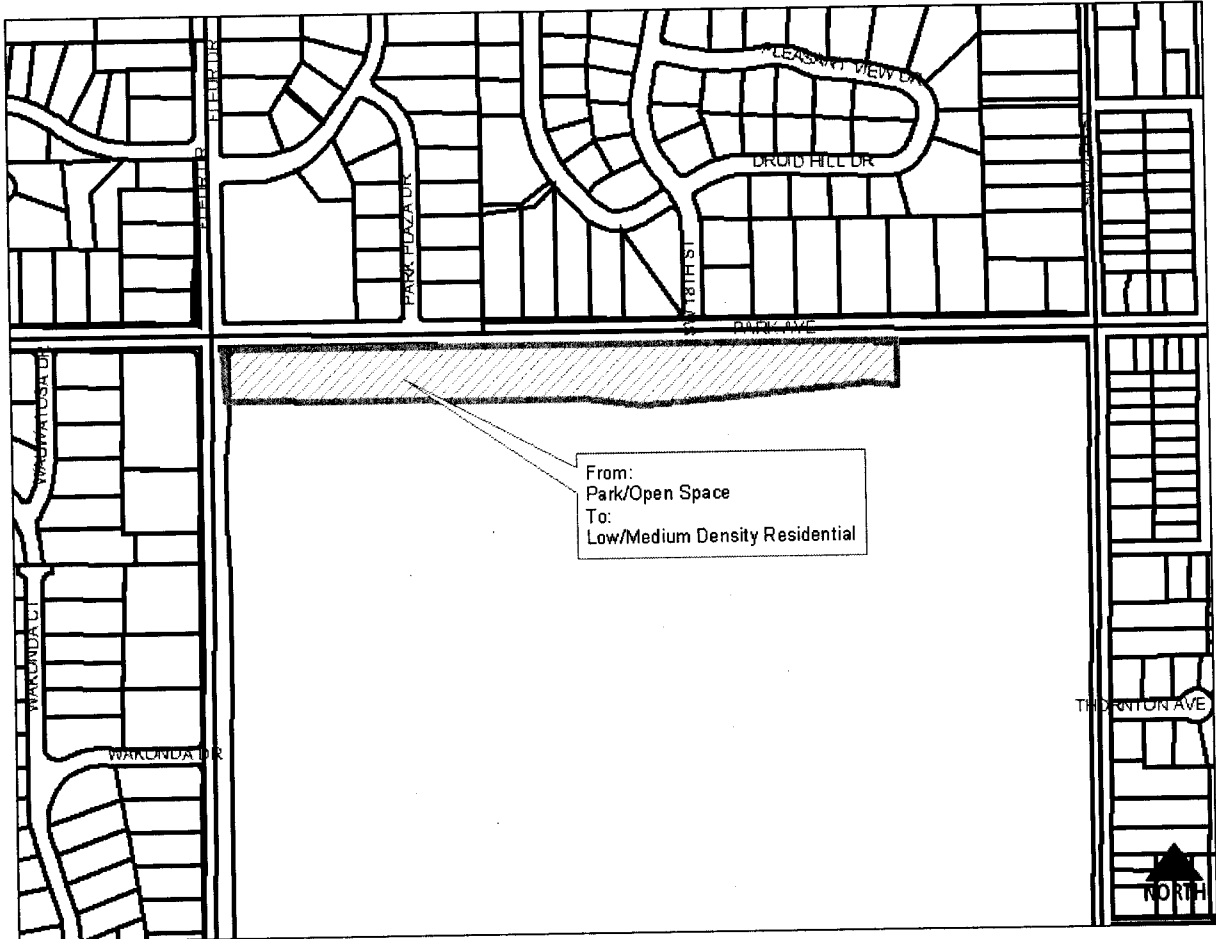 PLEASANT VIEW DR
FLEUR DR
DRUID HILL DR
FLEUR DR
PARK PLAZA DR
SW 18TH ST
PARK AVE
WAUWATOSA DR
From:
Park/Open Space
To:
Low/Medium Density Residential
WAKONDA CT
THORNTON AVE
WAKONDA DR
NORTH